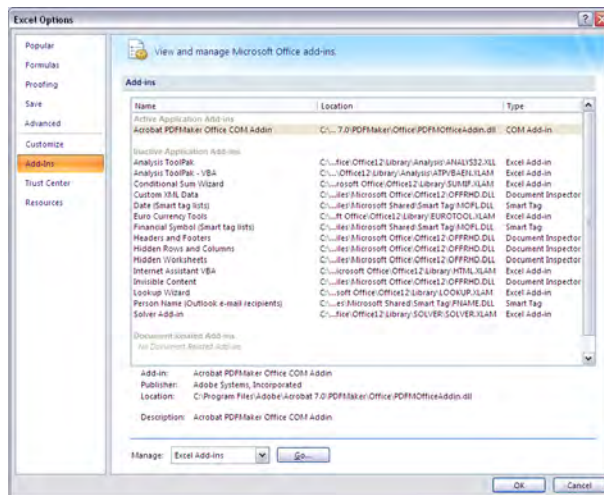 Excel Options
Popular
Formulas
Proofing
Save
Advanced
Customize
Add-Ins
Trust Center
Resources
View and manage Microsoft Office add-ins.
Add-ins
Name Location Type
Active Application Add-ins
Acrobat PDFMaker Office COM Addin C:\... 7.0\PDFMaker\Office\PDFMOfficeAddin.dll COM Add-in
Inactive Application Add-ins
Analysis ToolPak C:\...fice\Office12\Library\Analysis\ANALYS32.XLL Excel Add-in
Analysis ToolPak - VBA C:\...\Office12\Library\Analysis\ATPVBAEN.XLAM Excel Add-in
Conditional Sum Wizard C:\...rosoft Office\Office12\Library\SUMIF.XLAM Excel Add-in
Custom XML Data C:\...iles\Microsoft Office\Office12\OFFRHD.DLL Document Inspector
Date (Smart tag lists) C:\...iles\Microsoft Shared\Smart Tag\MOFL.DLL Smart Tag
Euro Currency Tools C:\...ft Office\Office12\Library\EUROTOOL.XLAM Excel Add-in
Financial Symbol (Smart tag lists) C:\...iles\Microsoft Shared\Smart Tag\MOFL.DLL Smart Tag
Headers and Footers C:\...iles\Microsoft Office\Office12\OFFRHD.DLL Document Inspector
Hidden Rows and Columns C:\...iles\Microsoft Office\Office12\OFFRHD.DLL Document Inspector
Hidden Worksheets C:\...iles\Microsoft Office\Office12\OFFRHD.DLL Document Inspector
Internet Assistant VBA C:\...icrosoft Office\Office12\Library\HTML.XLAM Excel Add-in
Invisible Content C:\...iles\Microsoft Office\Office12\OFFRHD.DLL Document Inspector
Lookup Wizard C:\...soft Office\Office12\Library\LOOKUP.XLAM Excel Add-in
Person Name (Outlook e-mail recipients) C:\...es\Microsoft Shared\Smart Tag\FNAME.DLL Smart Tag
Solver Add-in C:\...fice\Office12\Library\SOLVER\SOLVER.XLAM Excel Add-in
Document Related Add-ins
No Document Related Add-ins
Add-in: Acrobat PDFMaker Office COM Addin
Publisher: Adobe Systems, Incorporated
Location: C:\Program Files\Adobe\Acrobat 7.0\PDFMaker\Office\PDFMOfficeAddin.dll
Description: Acrobat PDFMaker Office COM Addin
Manage: Excel Add-ins Go...
OK Cancel